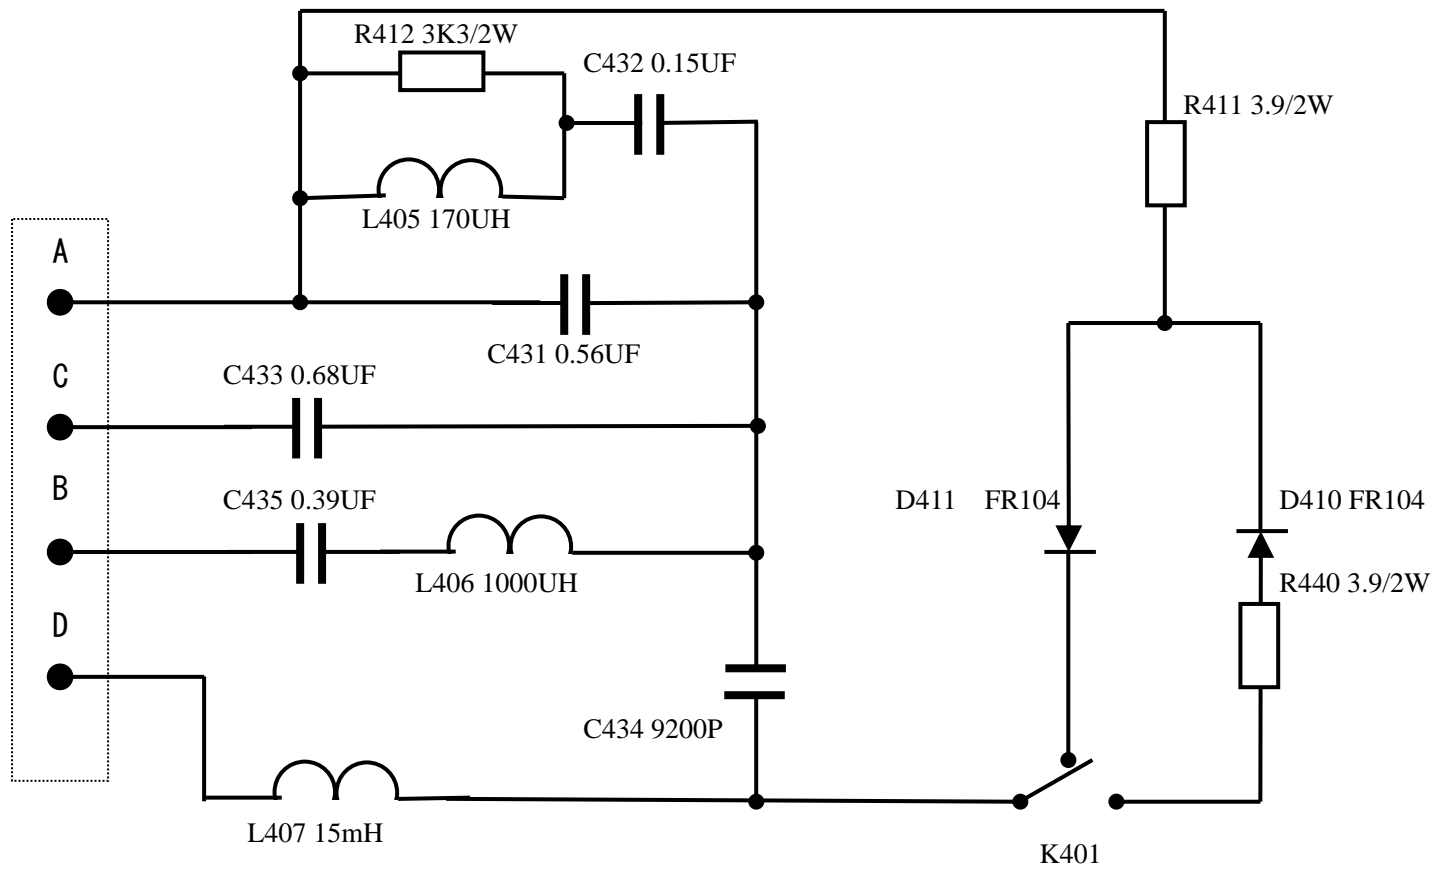 R412 3K3/2W
C432 0.15UF
R411 3.9/2W
L405 170UH
A
C431 0.56UF
C
C433 0.68UF
B
C435 0.39UF
D411 FR104
D410 FR104
L406 1000UH
R440 3.9/2W
D
C434 9200P
L407 15mH
K401